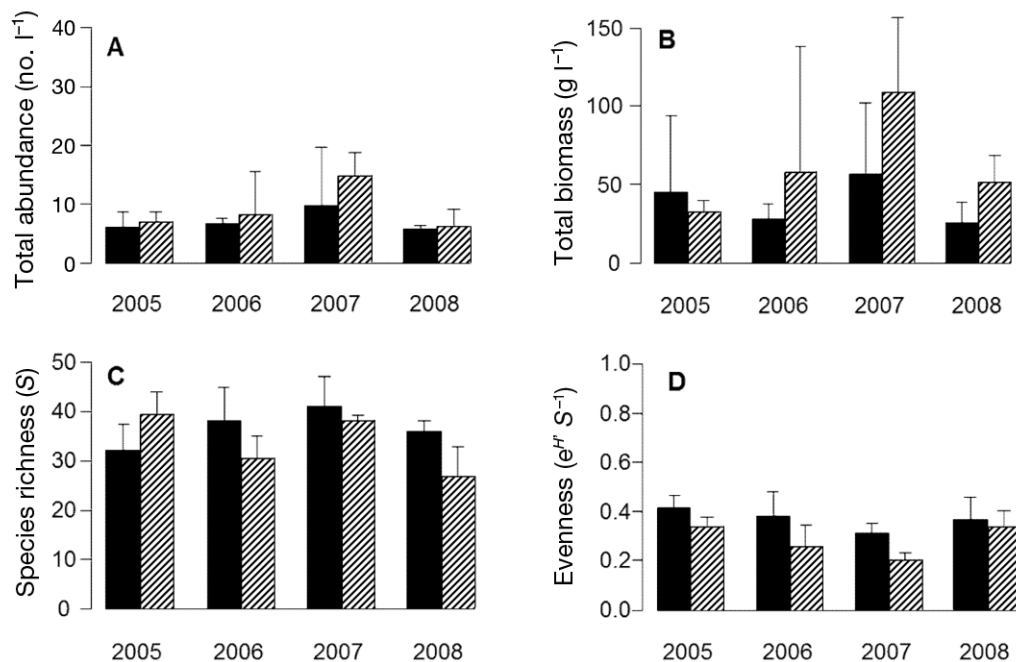 A
Total abundance (no. l⁻¹)
40
30
20
10
0
2005 2006 2007 2008
B
Total biomass (g l⁻¹)
150
100
50
0
2005 2006 2007 2008
C
Species richness (S)
50
40
30
20
10
0
2005 2006 2007 2008
D
Evenness (eᴴ′ S⁻¹)
1.0
0.8
0.6
0.4
0.2
0.0
2005 2006 2007 2008